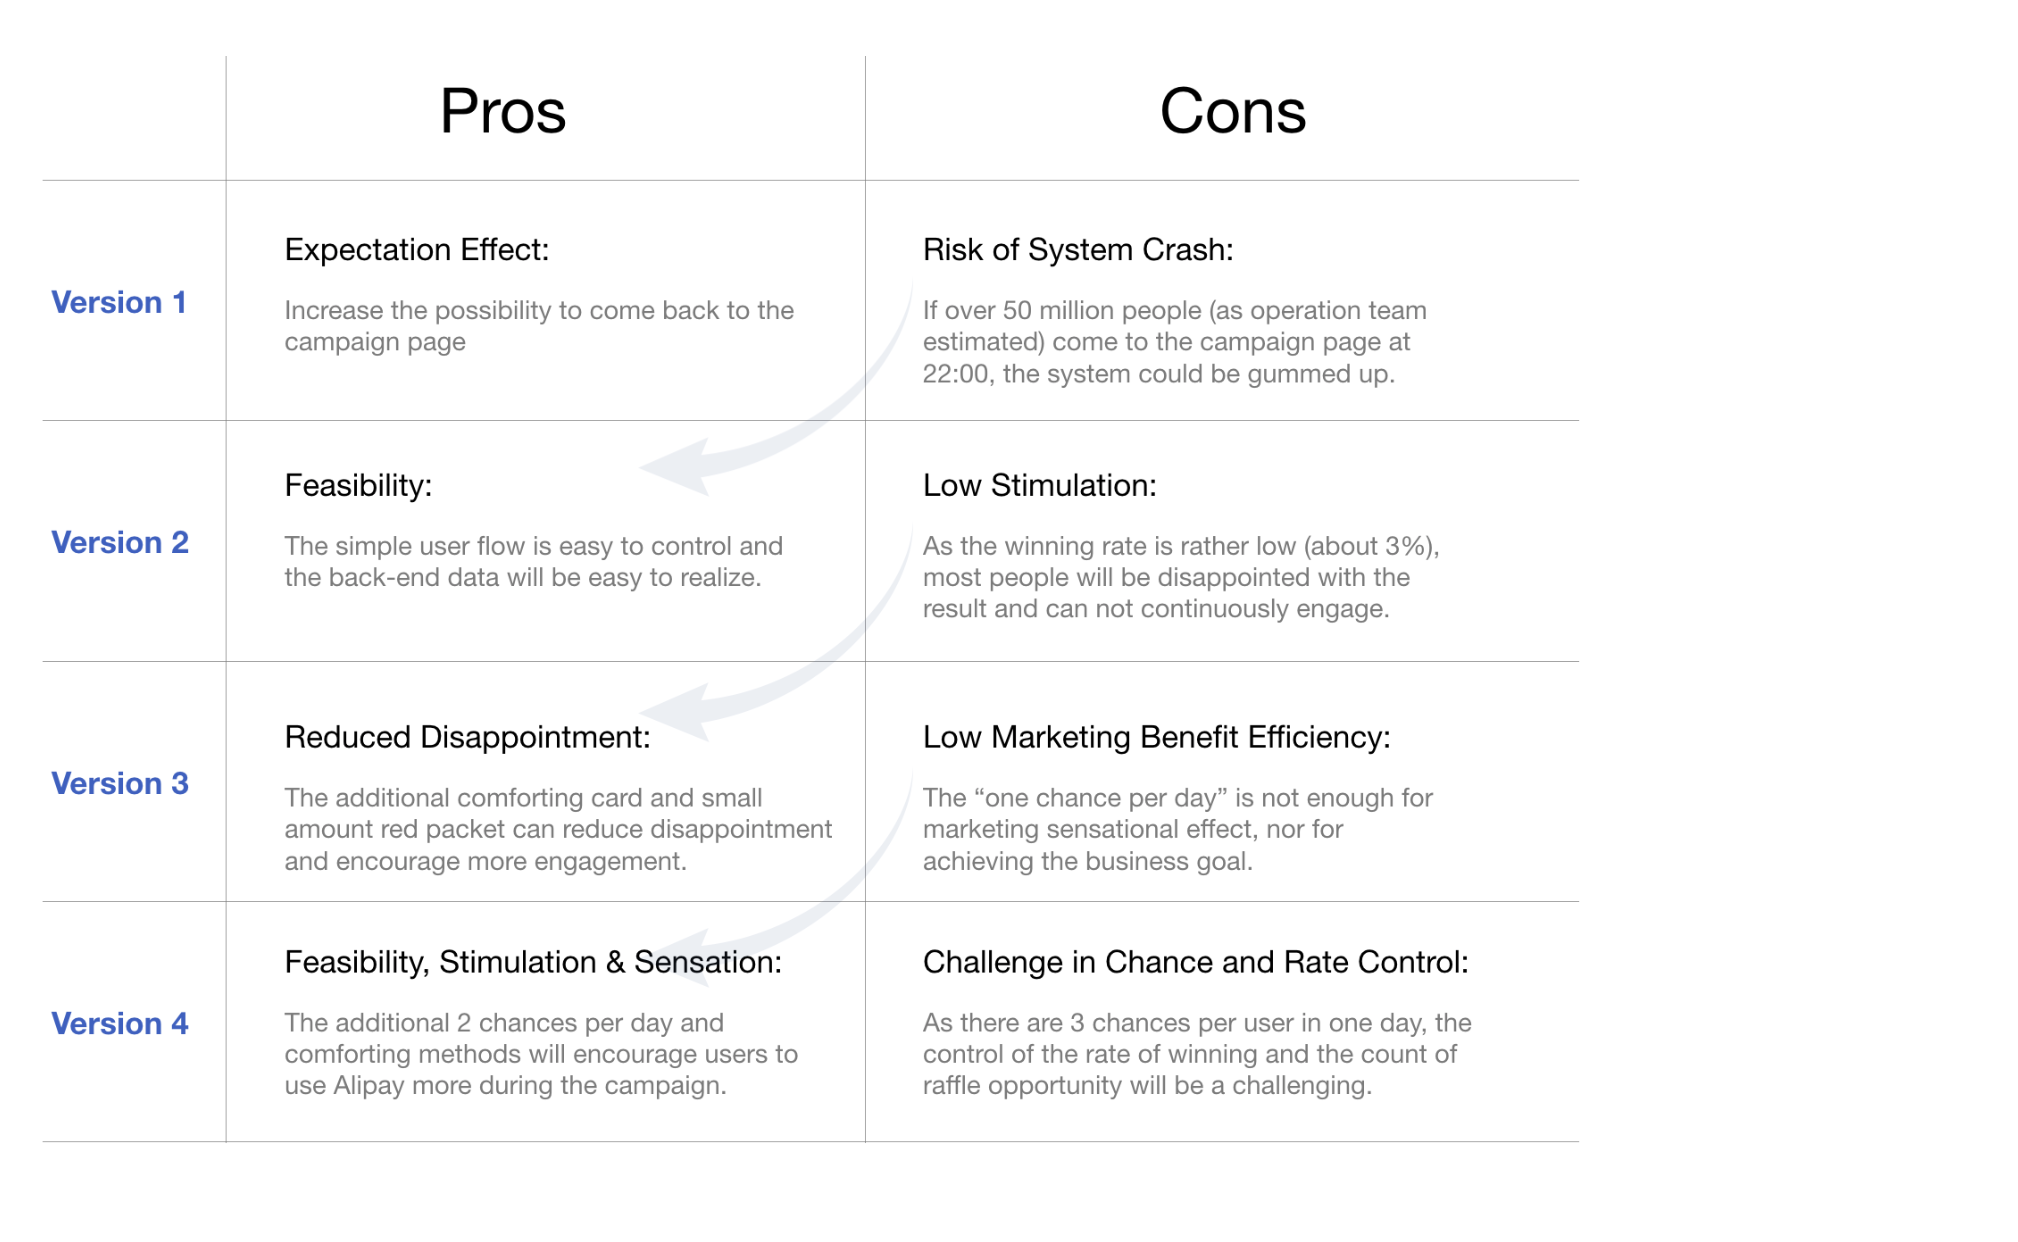 Pros
Cons
Version 1
Expectation Effect:
Increase the possibility to come back to the
campaign page
Risk of System Crash:
If over 50 million people (as operation team
estimated) come to the campaign page at
22:00, the system could be gummed up.
Version 2
Feasibility:
The simple user flow is easy to control and
the back-end data will be easy to realize.
Low Stimulation:
As the winning rate is rather low (about 3%),
most people will be disappointed with the
result and can not continuously engage.
Version 3
Reduced Disappointment:
The additional comforting card and small
amount red packet can reduce disappointment
and encourage more engagement.
Low Marketing Benefit Efficiency:
The “one chance per day” is not enough for
marketing sensational effect, nor for
achieving the business goal.
Version 4
Feasibility, Stimulation & Sensation:
The additional 2 chances per day and
comforting methods will encourage users to
use Alipay more during the campaign.
Challenge in Chance and Rate Control:
As there are 3 chances per user in one day, the
control of the rate of winning and the count of
raffle opportunity will be a challenging.